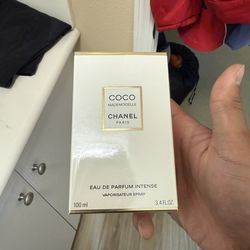 COCO
MADEMOISELLE
CHANEL
PARIS
EAU DE PARFUM INTENSE
VAPORISATEUR SPRAY
100 ml 3.4 FL.OZ.